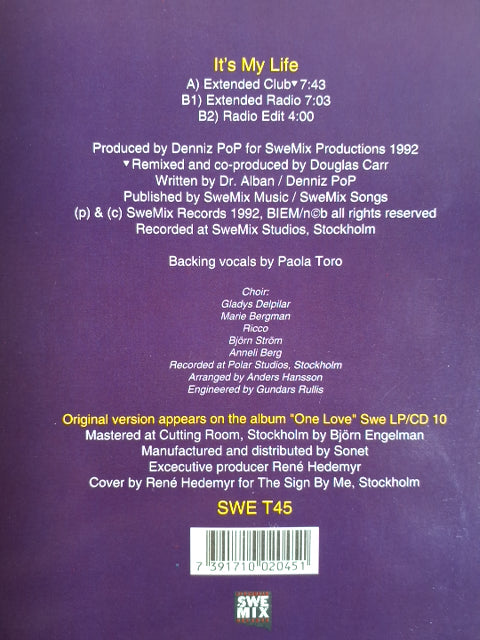 It's My Life
A) Extended Club▼ 7:43
B1) Extended Radio 7:03
B2) Radio Edit 4:00
Produced by Denniz PoP for SweMix Productions 1992
▼Remixed and co-produced by Douglas Carr
Written by Dr. Alban / Denniz PoP
Published by SweMix Music / SweMix Songs
(p) & (c) SweMix Records 1992, BIEM/n©b all rights reserved
Recorded at SweMix Studios, Stockholm
Backing vocals by Paola Toro
Choir:
Gladys Delpilar
Marie Bergman
Ricco
Björn Ström
Anneli Berg
Recorded at Polar Studios, Stockholm
Arranged by Anders Hansson
Engineered by Gundars Rullis
Original version appears on the album "One Love" Swe LP/CD 10
Mastered at Cutting Room, Stockholm by Björn Engelman
Manufactured and distributed by Sonet
Excecutive producer René Hedemyr
Cover by René Hedemyr for The Sign By Me, Stockholm
SWE T45
7 391710 020451
SWE
MIX